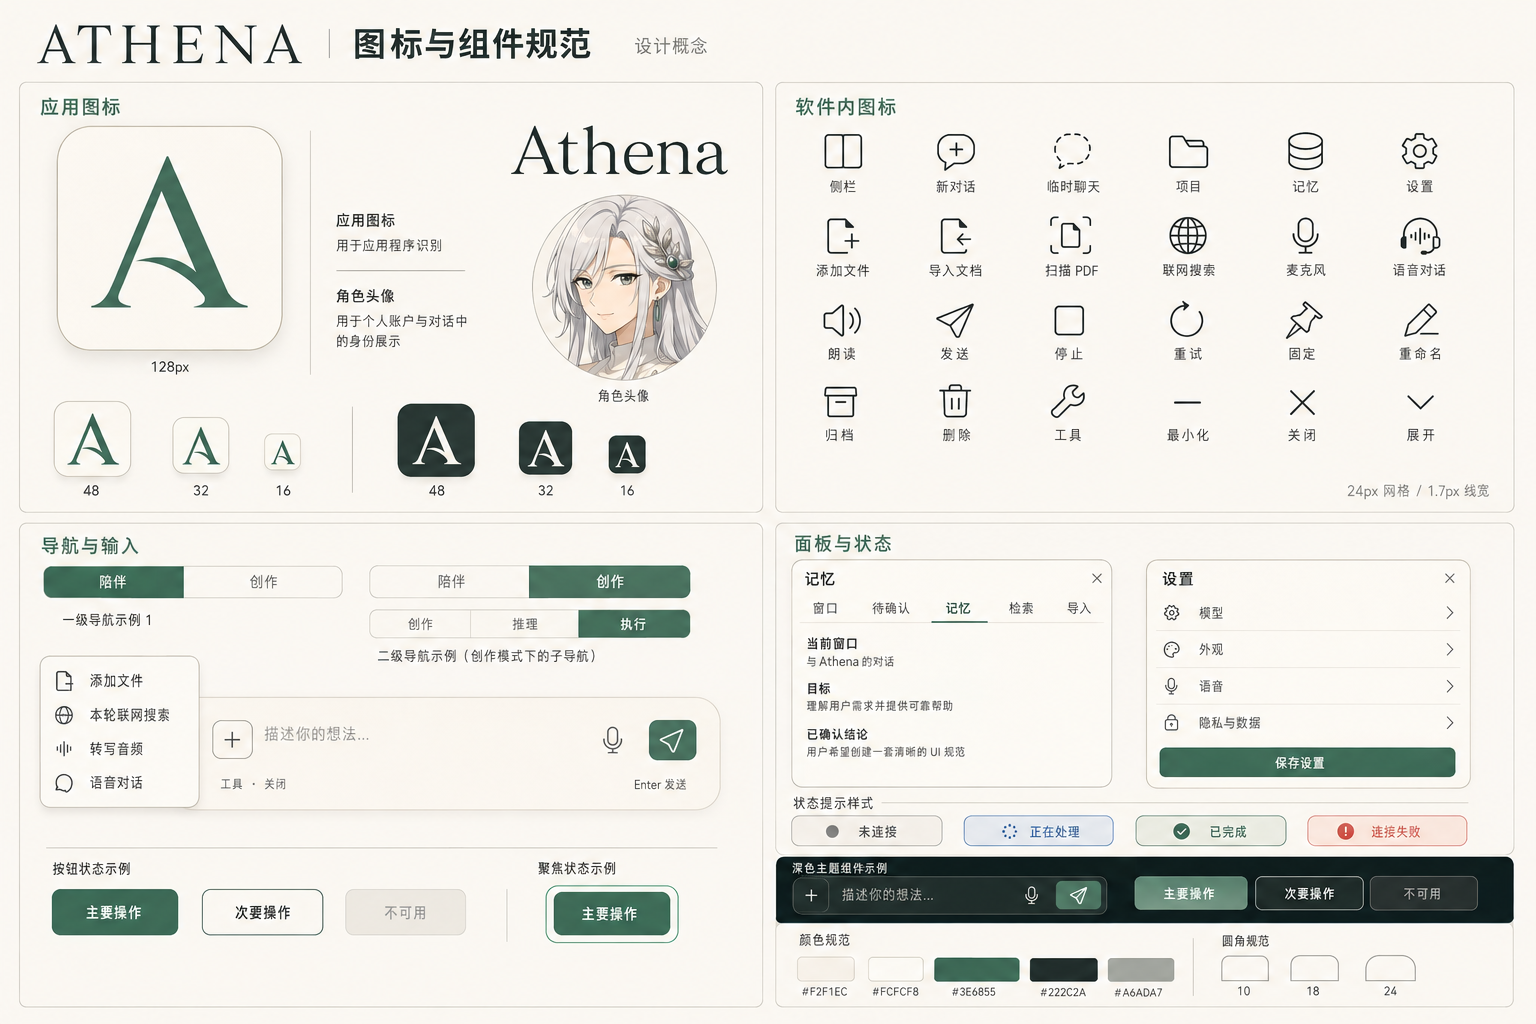 ATHENA 图标与组件规范 设计概念
应用图标
A
128px
Athena
应用图标
用于应用程序识别
角色头像
用于个人账户与对话中
的身份展示
角色头像
A A A A A A
48 32 16 48 32 16
软件内图标
侧栏 新对话 临时聊天 项目 记忆 设置
添加文件 导入文档 扫描 PDF 联网搜索 麦克风 语音对话
朗读 发送 停止 重试 固定 重命名
归档 删除 工具 最小化 关闭 展开
24px 网格 / 1.7px 线宽
导航与输入
陪伴 创作
一级导航示例 1
陪伴 创作
创作 推理 执行
二级导航示例（创作模式下的子导航）
添加文件
本轮联网搜索
转写音频
语音对话
描述你的想法...
工具 · 关闭
Enter 发送
按钮状态示例
主要操作 次要操作 不可用
聚焦状态示例
主要操作
面板与状态
记忆
窗口 待确认 记忆 检索 导入
当前窗口
与 Athena 的对话
目标
理解用户需求并提供可靠帮助
已确认结论
用户希望创建一套清晰的 UI 规范
设置
模型
外观
语音
隐私与数据
保存设置
状态提示样式
未连接 正在处理 已完成 连接失败
深色主题组件示例
描述你的想法...
主要操作 次要操作 不可用
颜色规范
#F2F1EC #FCFCF8 #3E6855 #222C2A #A6ADA7
圆角规范
10 18 24